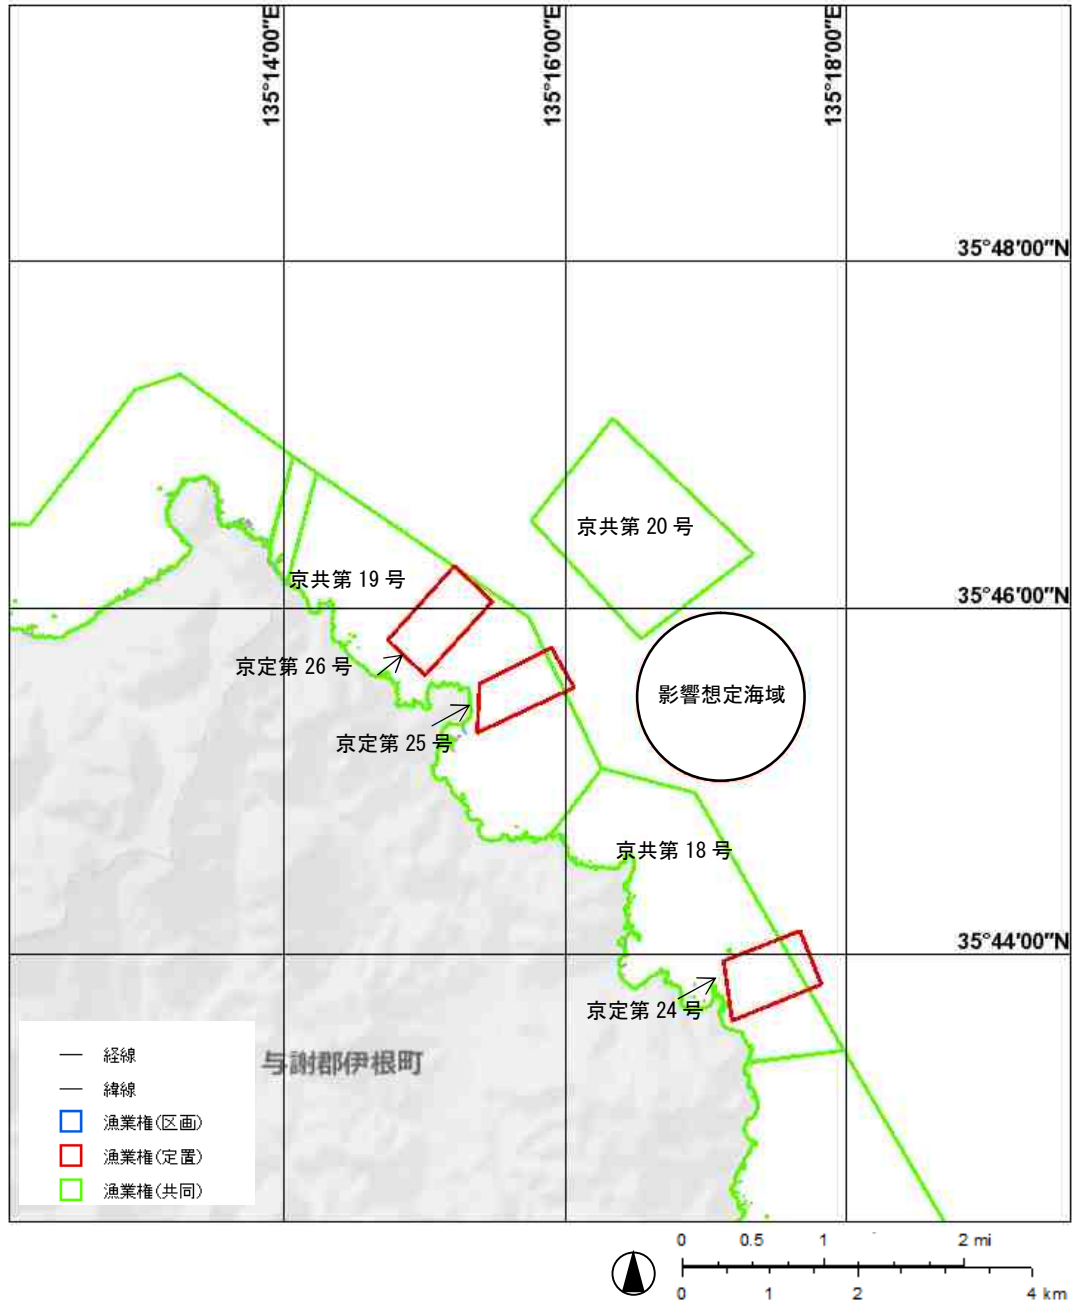 135°14'00"E
135°16'00"E
135°18'00"E
35°48'00"N
京共第 20 号
京共第 19 号
35°46'00"N
京定第 26 号
影響想定海域
京定第 25 号
京共第 18 号
35°44'00"N
京定第 24 号
与謝郡伊根町
経線
緯線
漁業権(区画)
漁業権(定置)
漁業権(共同)
0 0.5 1 2 mi
0 1 2 4 km